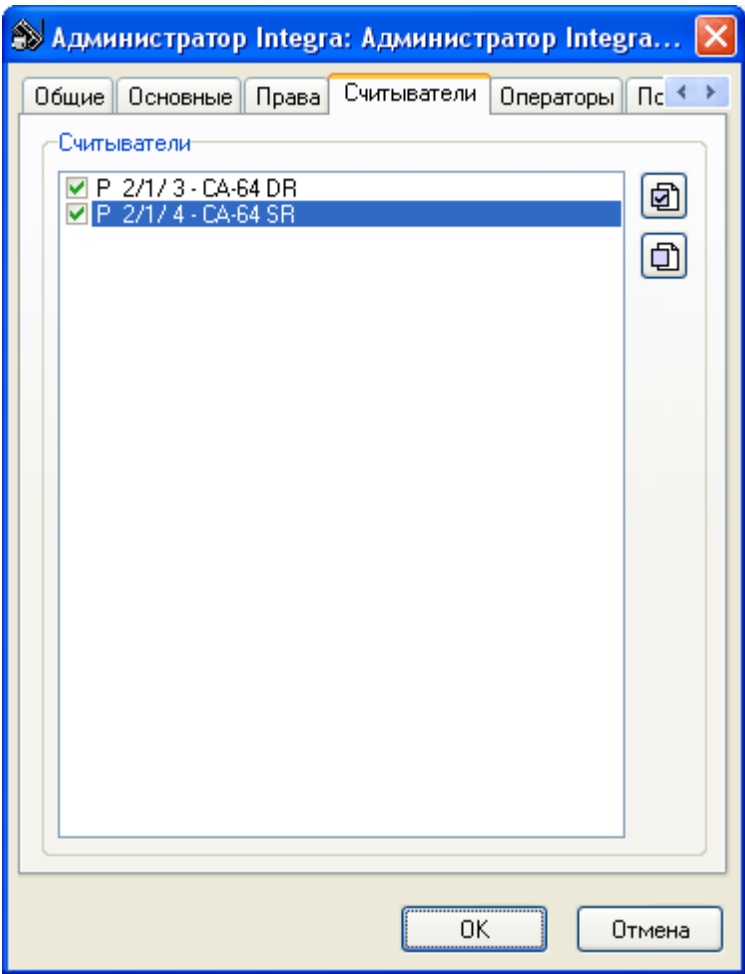 Администратор Integra: Администратор Integra...
Общие Основные Права Считыватели Операторы По
Считыватели
P 2/1/ 3 - CA-64 DR
P 2/1/ 4 - CA-64 SR
OK Отмена